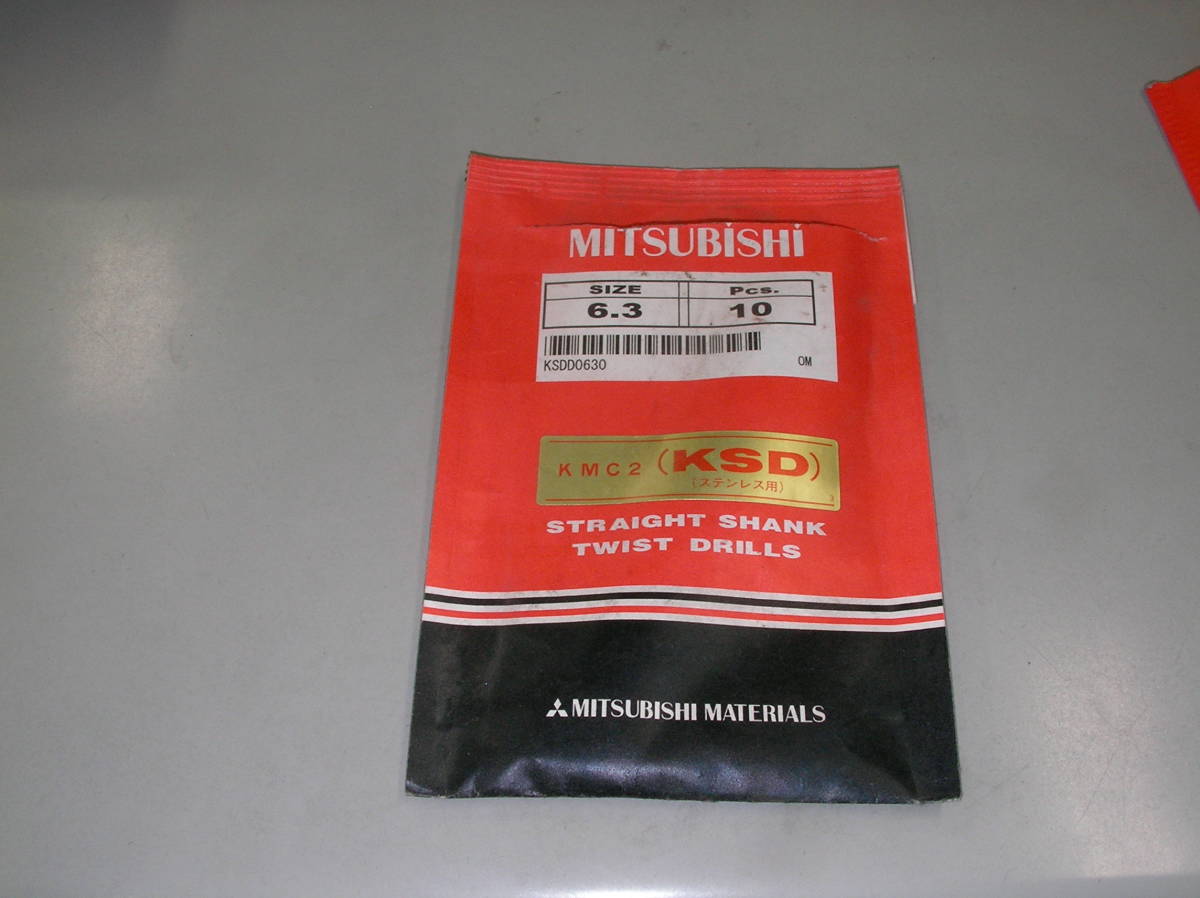 MITSUBISHI
SIZE Pcs.
6.3 10
KSDD0630 OM
KMC2 (KSD)
(ステンレス用)
3
STRAIGHT SHANK
TWIST DRILLS
MITSUBISHI MATERIALS